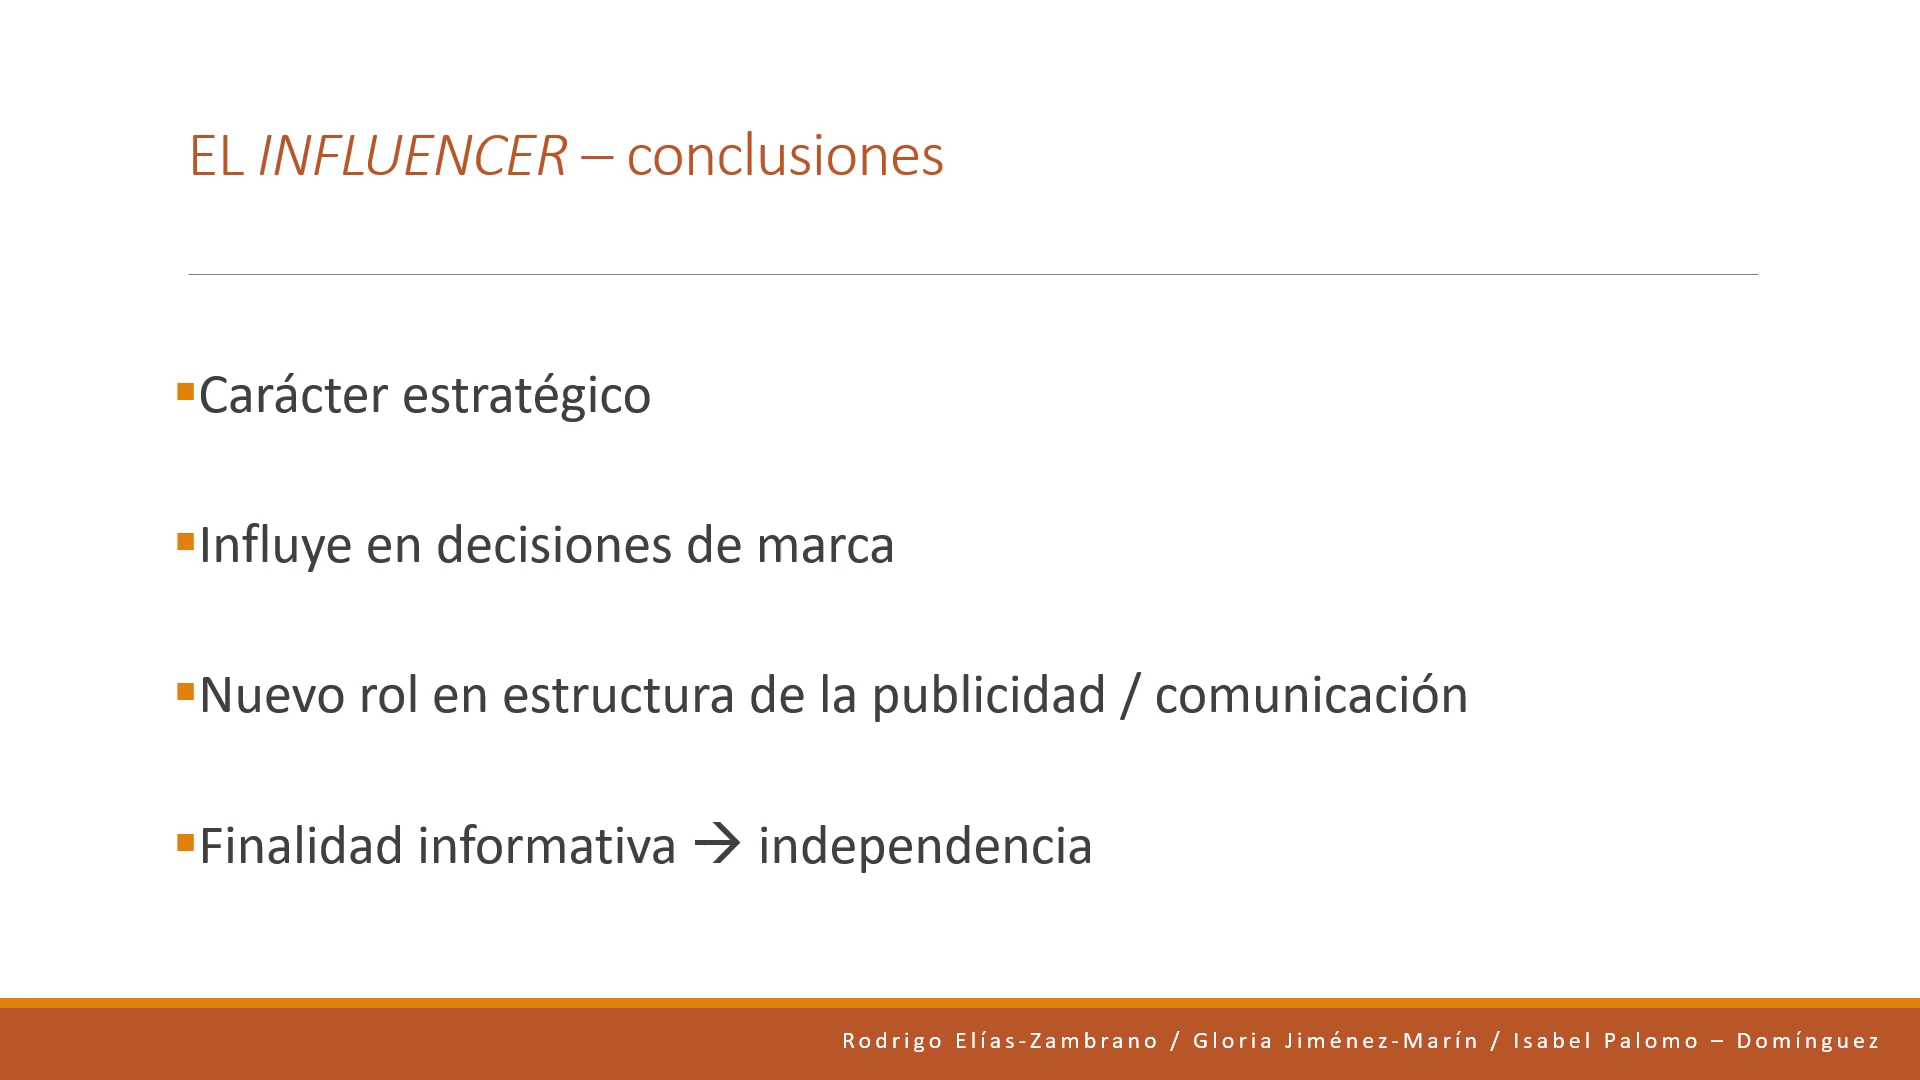 EL INFLUENCER – conclusiones
▪Carácter estratégico
▪Influye en decisiones de marca
▪Nuevo rol en estructura de la publicidad / comunicación
▪Finalidad informativa → independencia
Rodrigo Elías-Zambrano / Gloria Jiménez-Marín / Isabel Palomo – Domínguez